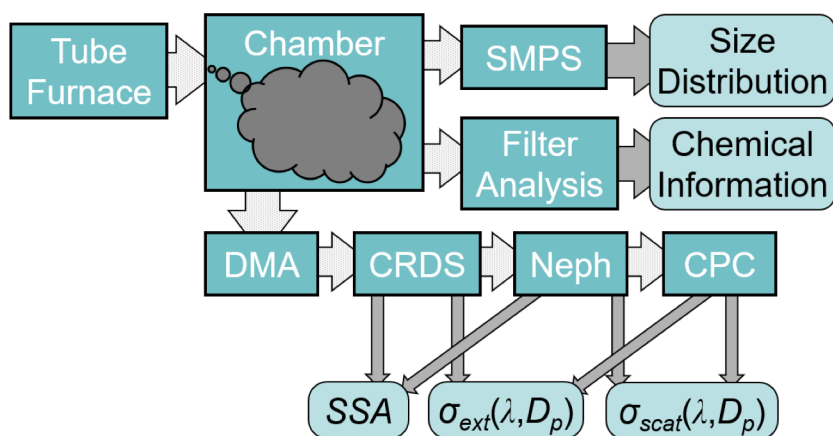 Tube
Furnace
Chamber
SMPS
Size
Distribution
Filter
Analysis
Chemical
Information
DMA
CRDS
Neph
CPC
SSA
σext(λ,Dp)
σscat(λ,Dp)